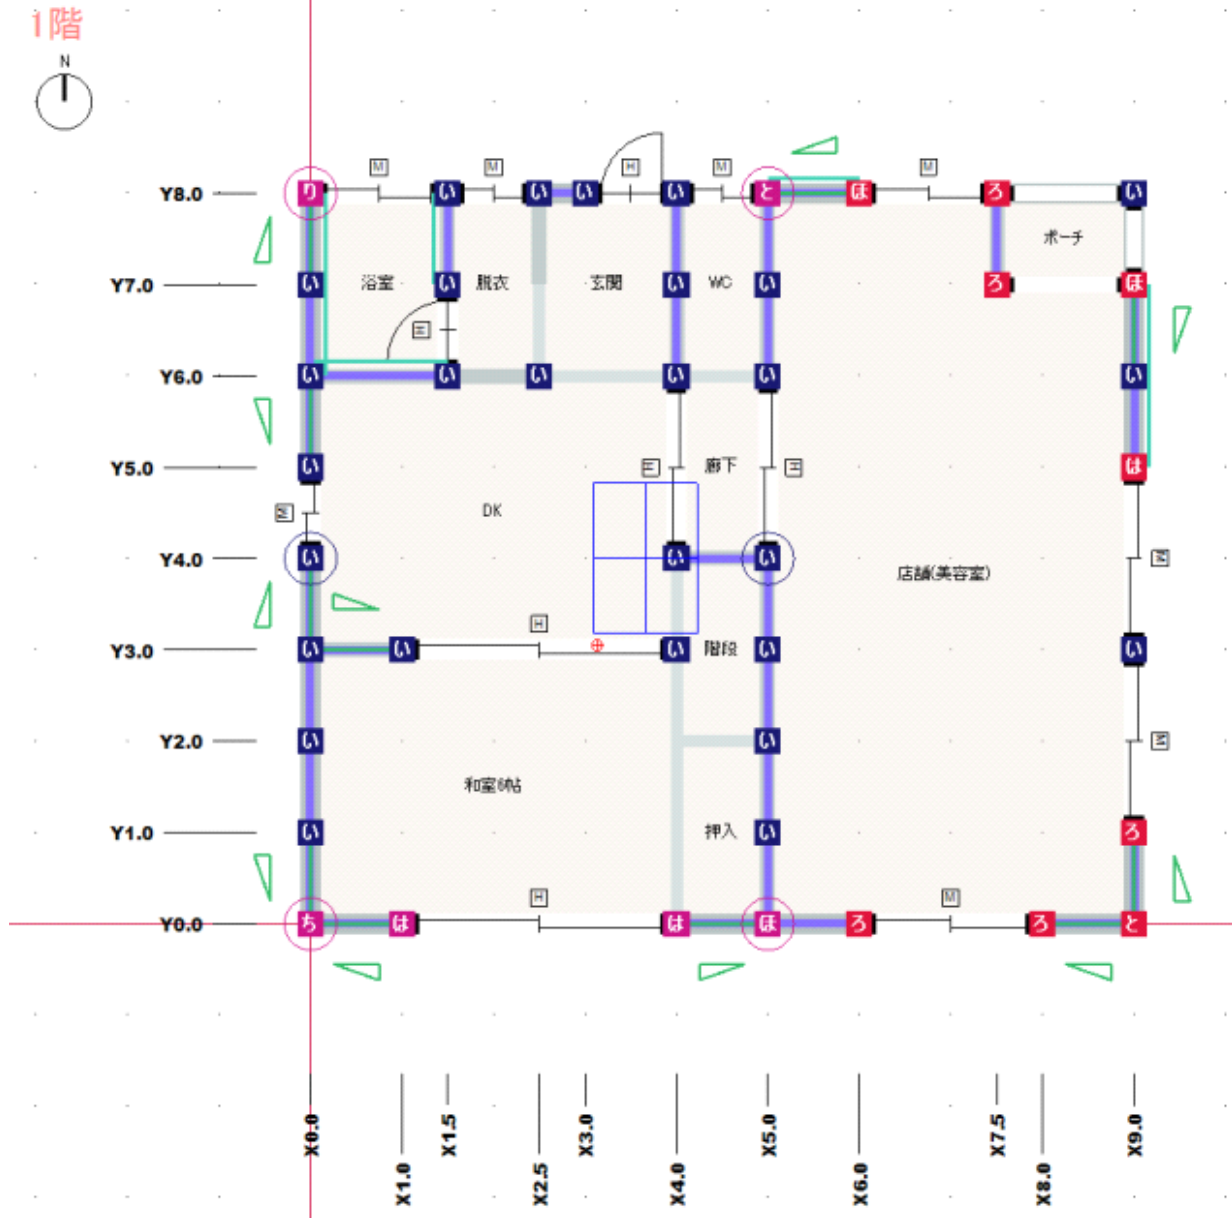 1階
N
M M H M M
Y8.0 り い い い い と ほ ろ い
ポーチ
Y7.0 い 浴室 い 脱衣 玄関 い WC い ろ ほ
H
Y6.0 い い い い い い
Y5.0 い H 廊下 H は
M DK
Y4.0 い い い 店舗(美容室) M
H
Y3.0 い い い 階段 い い
Y2.0 い い M
和室6帖
Y1.0 い 押入 い ろ
H M
Y0.0 ち は は ほ ろ ろ と
X0.0 X1.0 X1.5 X2.5 X3.0 X4.0 X5.0 X6.0 X7.5 X8.0 X9.0